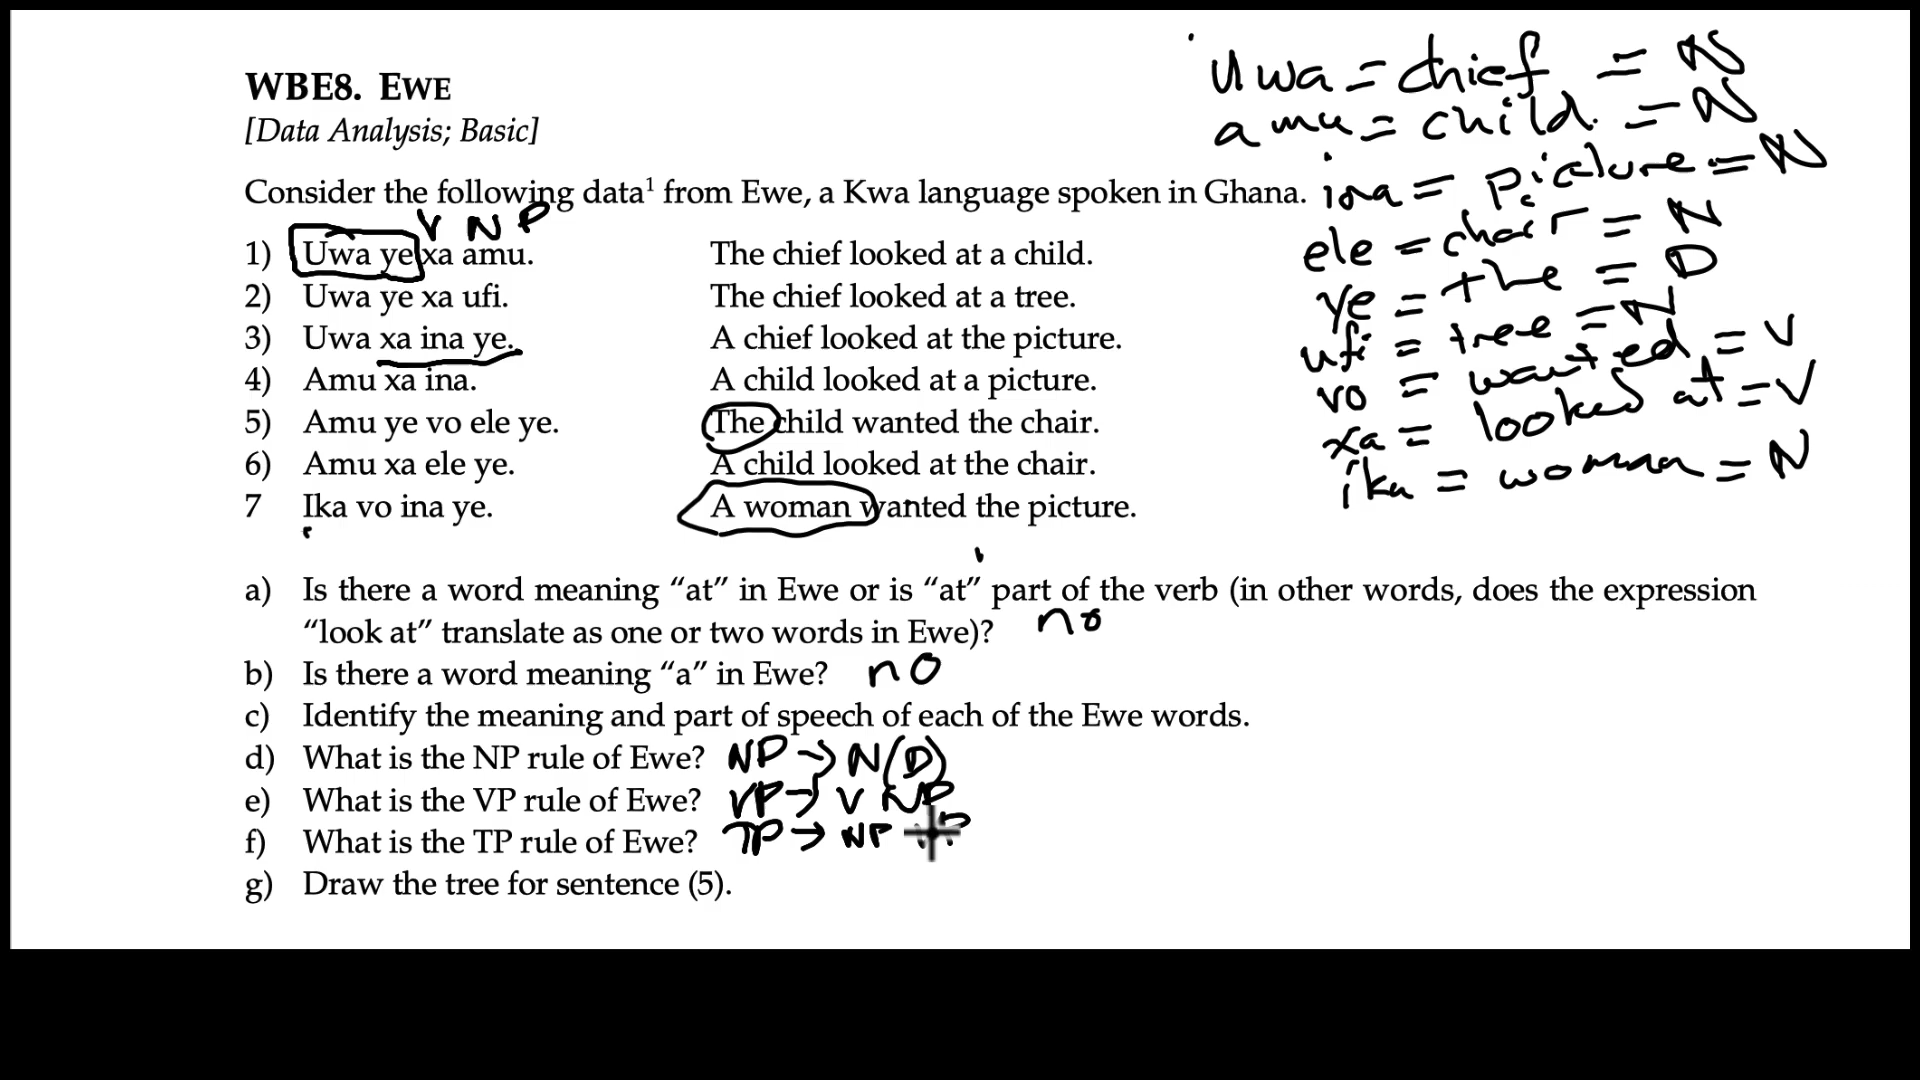 WBE8. EWE
[Data Analysis; Basic]
Consider the following data¹ from Ewe, a Kwa language spoken in Ghana.
V NP
1) Uwa ye xa amu. The chief looked at a child.
2) Uwa ye xa ufi. The chief looked at a tree.
3) Uwa xa ina ye. A chief looked at the picture.
4) Amu xa ina. A child looked at a picture.
5) Amu ye vo ele ye. The child wanted the chair.
6) Amu xa ele ye. A child looked at the chair.
7 Ika vo ina ye. A woman wanted the picture.
uwa = chief = N
amu = child = N
ina = picture = N
ele = chair = N
ye = the = D
ufi = tree = N
vo = wanted = V
xa = looked at = V
ika = woman = N
a) Is there a word meaning “at” in Ewe or is “at” part of the verb (in other words, does the expression
“look at” translate as one or two words in Ewe)? no
b) Is there a word meaning “a” in Ewe? no
c) Identify the meaning and part of speech of each of the Ewe words.
d) What is the NP rule of Ewe? NP → N (D)
e) What is the VP rule of Ewe? VP → V NP
f) What is the TP rule of Ewe? TP → NP
g) Draw the tree for sentence (5).